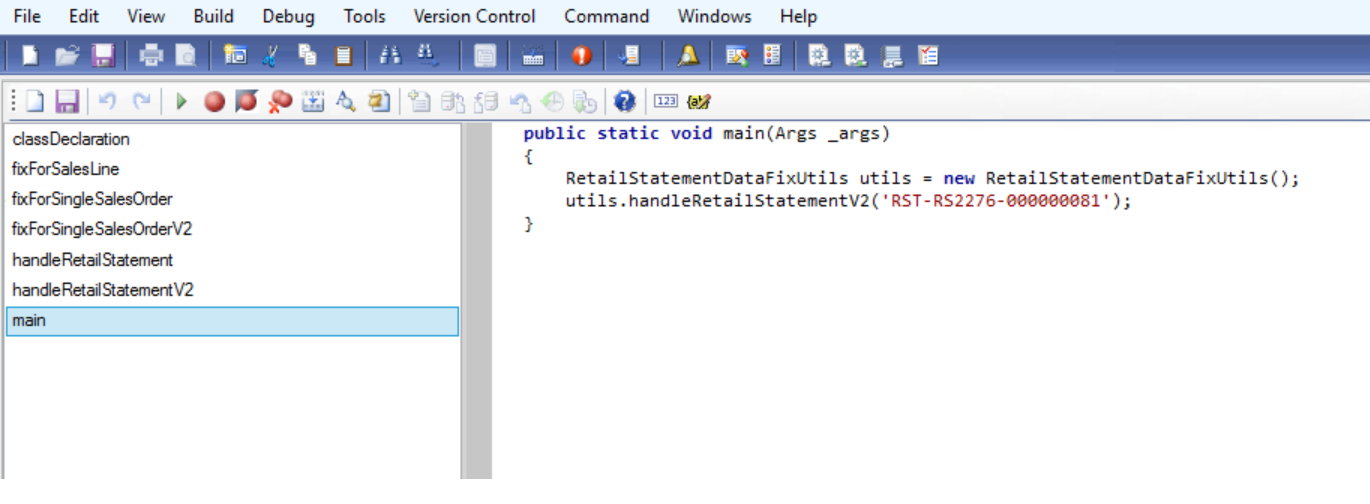 File Edit View Build Debug Tools Version Control Command Windows Help
123
classDeclaration
fixForSalesLine
fixForSingleSalesOrder
fixForSingleSalesOrderV2
handleRetailStatement
handleRetailStatementV2
main
public static void main(Args _args)
{
    RetailStatementDataFixUtils utils = new RetailStatementDataFixUtils();
    utils.handleRetailStatementV2('RST-RS2276-000000081');
}